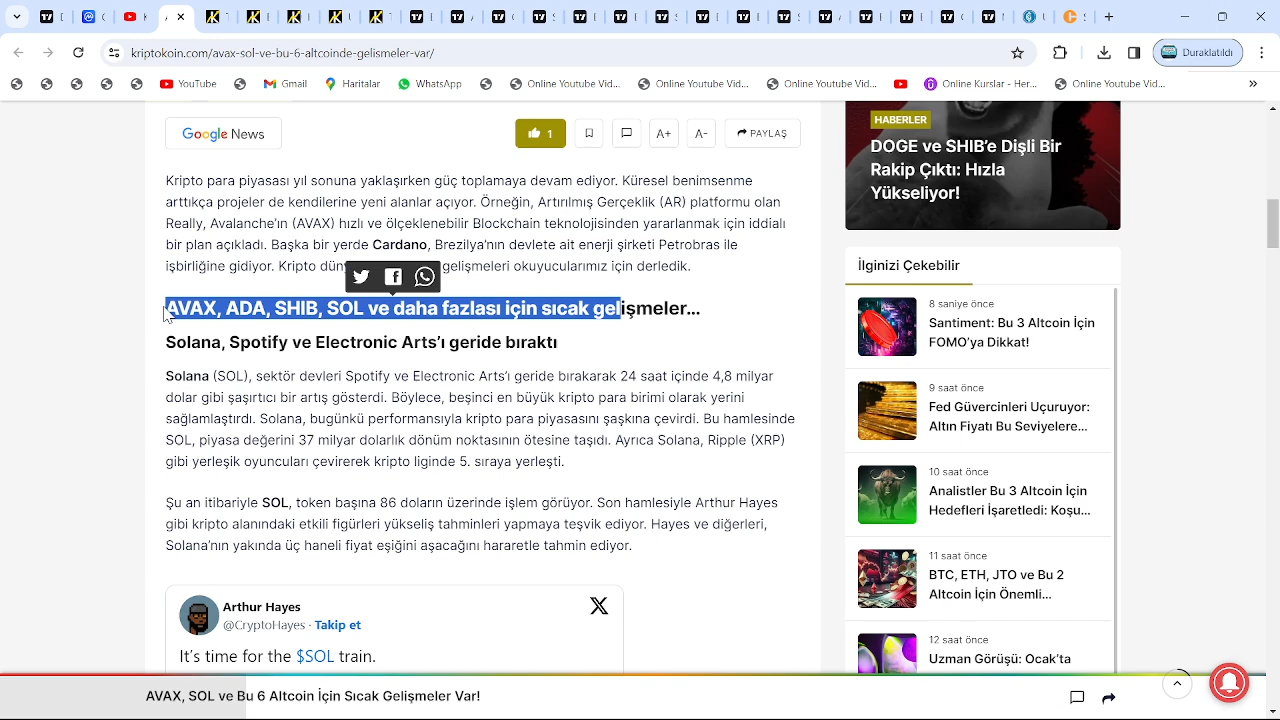 kriptokoin.com/avax-sol-ve-bu-6-altcoinde-gelismeler-var/
Duraklatıldı
YouTube
Gmail
Haritalar
WhatsApp
Online Youtube Vid...
Online Youtube Vid...
Online Youtube Vid...
Online Kurslar - Her...
Online Youtube Vid...
Google News
1
A+
A-
PAYLAŞ
Kripto para piyasası yıl sonuna yaklaşırken güç toplamaya devam ediyor. Küresel benimsenme
arttıkça projeler de kendilerine yeni alanlar açıyor. Örneğin, Artırılmış Gerçeklik (AR) platformu olan
Really, Avalanche'ın (AVAX) hızlı ve ölçeklenebilir Blockchain teknolojisinden yararlanmak için iddialı
bir plan açıkladı. Başka bir yerde Cardano, Brezilya'nın devlete ait enerji şirketi Petrobras ile
işbirliğine gidiyor. Kripto gelişmeleri okuyucularımız için derledik.
AVAX, ADA, SHIB, SOL ve daha fazlası için sıcak gelişmeler...
Solana, Spotify ve Electronic Arts'ı geride bıraktı
Solana (SOL), sektör devleri Spotify ve Electronic Arts'ı geride bırakarak 24 saat içinde 4,8 milyar
dolar gibi şaşırtıcı bir artış gösterdi. Böylece, beşinci en büyük kripto para birimi olarak yerini
sağlamlaştırdı. Solana, bugünkü performansıyla kripto para piyasasını şaşkına çevirdi. Bu hamlesinde
SOL, piyasa değerini 37 milyar dolarlık dönüm noktasının ötesine taşıdı. Ayrıca Solana, Ripple (XRP)
gibi yerleşik oyuncuları çevirerek kripto liginde 5. sıraya yerleşti.
Şu an itibariyle SOL, token başına 86 doların üzerinde işlem görüyor. Son hamlesiyle Arthur Hayes
gibi kripto alanındaki etkili figürleri yükseliş tahminleri yapmaya teşvik ediyor. Hayes ve diğerleri,
Solana'nın yakında üç haneli fiyat eşiğini aşacağını hararetle tahmin ediyor.
Arthur Hayes
@CryptoHayes · Takip et
It's time for the $SOL train.
HABERLER
DOGE ve SHIB'e Dişli Bir
Rakip Çıktı: Hızla
Yükseliyor!
İlginizi Çekebilir
8 saniye önce
Santiment: Bu 3 Altcoin İçin
FOMO'ya Dikkat!
9 saat önce
Fed Güvercinleri Uçuruyor:
Altın Fiyatı Bu Seviyelere...
10 saat önce
Analistler Bu 3 Altcoin İçin
Hedefleri İşaretledi: Koşu...
11 saat önce
BTC, ETH, JTO ve Bu 2
Altcoin İçin Önemli...
12 saat önce
Uzman Görüşü: Ocak'ta
AVAX, SOL ve Bu 6 Altcoin İçin Sıcak Gelişmeler Var!